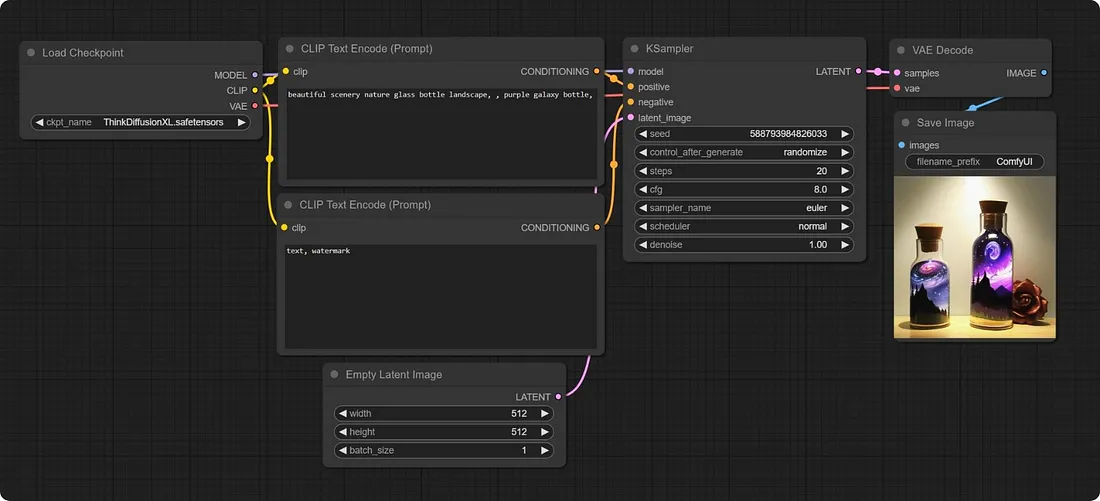 Load Checkpoint
MODEL
CLIP
VAE
ckpt_name ThinkDiffusionXL.safetensors
CLIP Text Encode (Prompt)
clip CONDITIONING
beautiful scenery nature glass bottle landscape, , purple galaxy bottle,
CLIP Text Encode (Prompt)
clip CONDITIONING
text, watermark
Empty Latent Image
LATENT
width 512
height 512
batch_size 1
KSampler
model LATENT
positive
negative
latent_image
seed 588793984826033
control_after_generate randomize
steps 20
cfg 8.0
sampler_name euler
scheduler normal
denoise 1.00
VAE Decode
samples IMAGE
vae
Save Image
images
filename_prefix ComfyUI